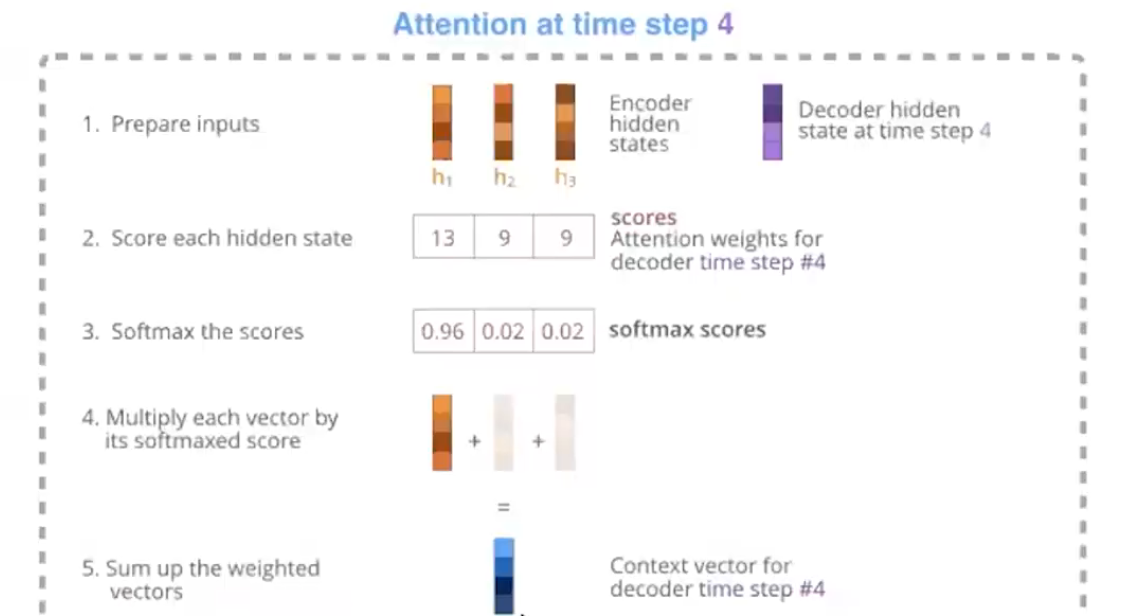 Attention at time step 4
1. Prepare inputs
Encoder
hidden
states
Decoder hidden
state at time step 4
h₁ h₂ h₃
2. Score each hidden state
13 9 9
scores
Attention weights for
decoder time step #4
3. Softmax the scores
0.96 0.02 0.02
softmax scores
4. Multiply each vector by
its softmaxed score
+ +
=
5. Sum up the weighted
vectors
Context vector for
decoder time step #4